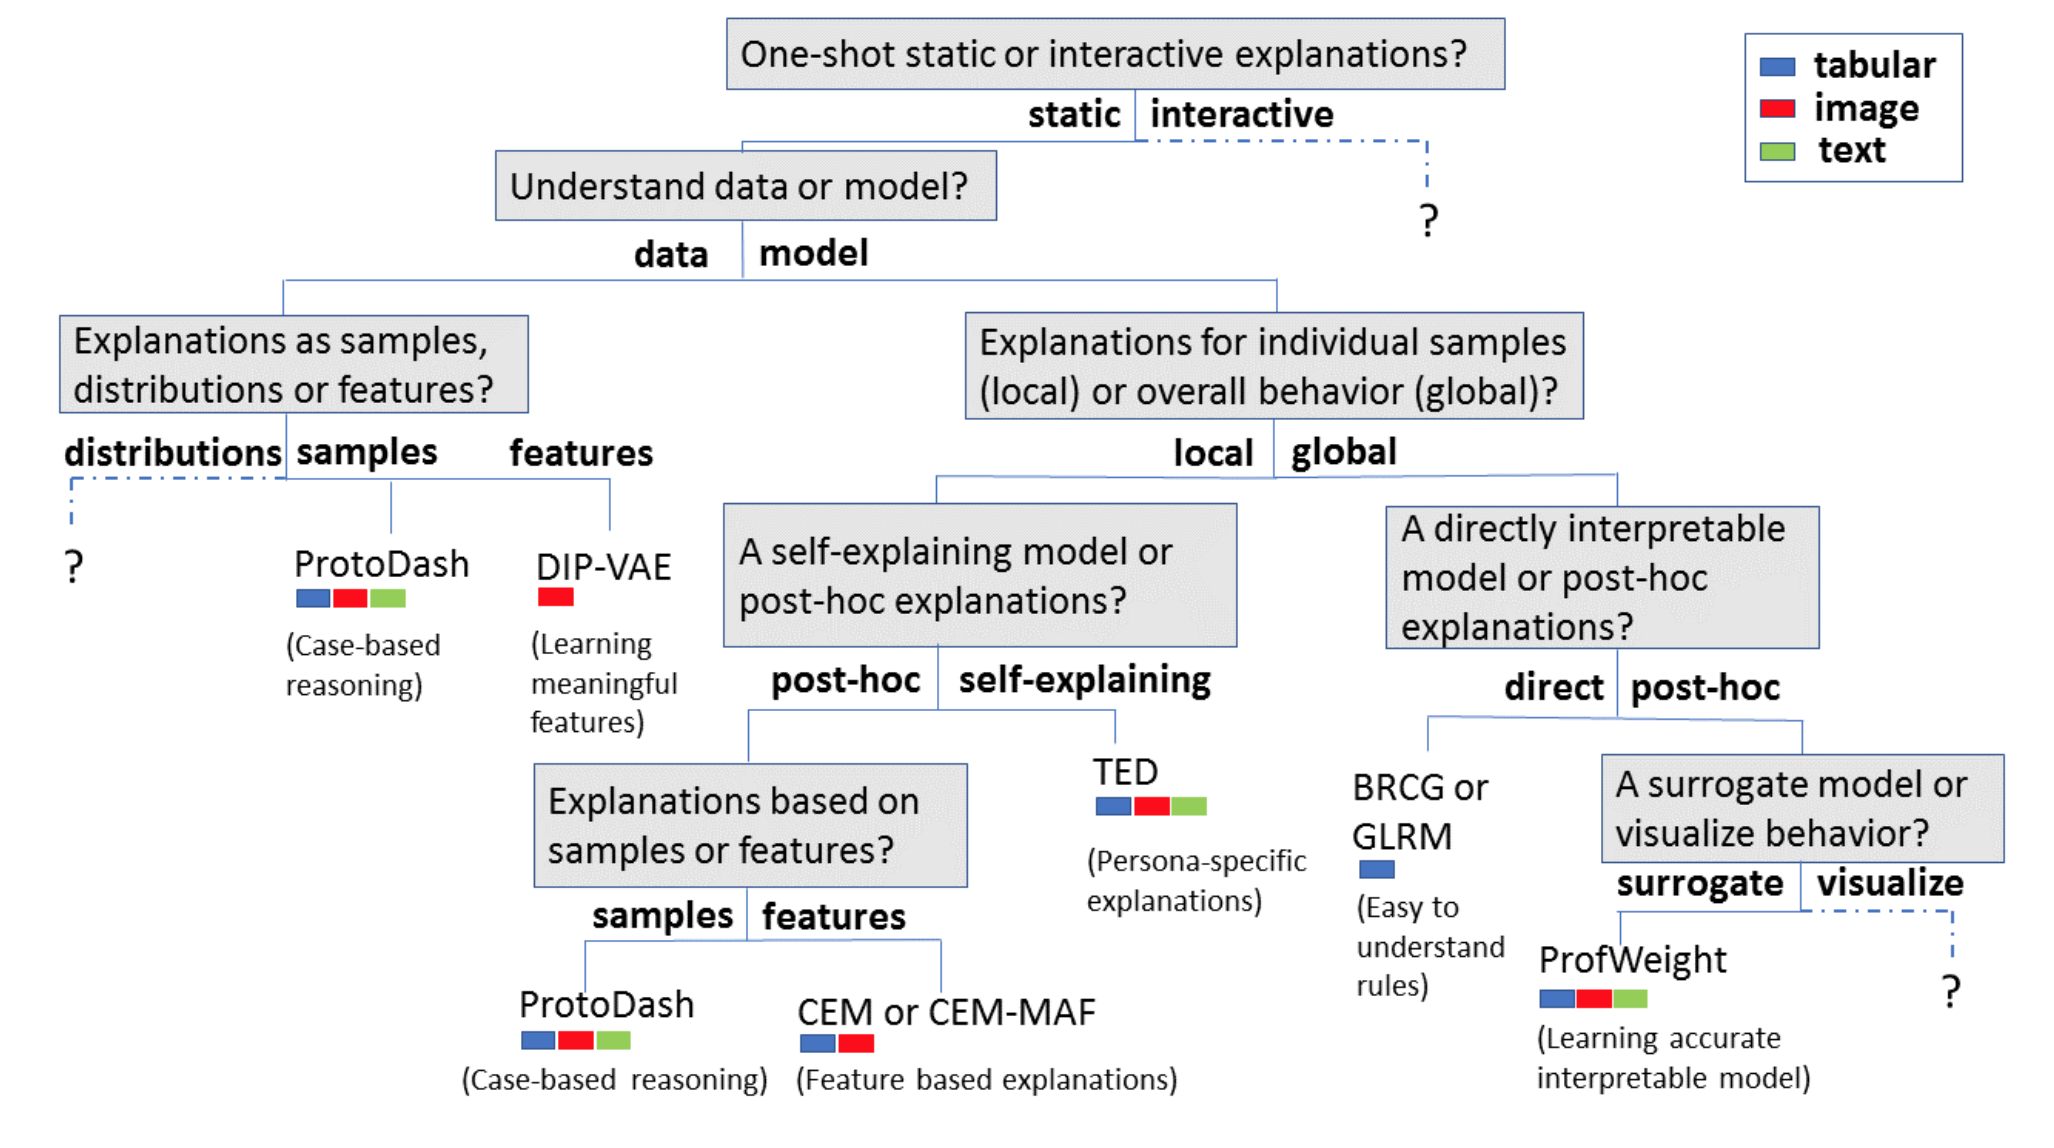 One-shot static or interactive explanations?
tabular
image
text
static
interactive
Understand data or model?
?
data
model
Explanations as samples,
distributions or features?
Explanations for individual samples
(local) or overall behavior (global)?
distributions
samples
features
local
global
?
ProtoDash
(Case-based
reasoning)
DIP-VAE
(Learning
meaningful
features)
A self-explaining model or
post-hoc explanations?
A directly interpretable
model or post-hoc
explanations?
post-hoc
self-explaining
direct
post-hoc
Explanations based on
samples or features?
TED
(Persona-specific
explanations)
BRCG or
GLRM
(Easy to
understand
rules)
A surrogate model or
visualize behavior?
samples
features
surrogate
visualize
ProtoDash
(Case-based reasoning)
CEM or CEM-MAF
(Feature based explanations)
ProfWeight
(Learning accurate
interpretable model)
?